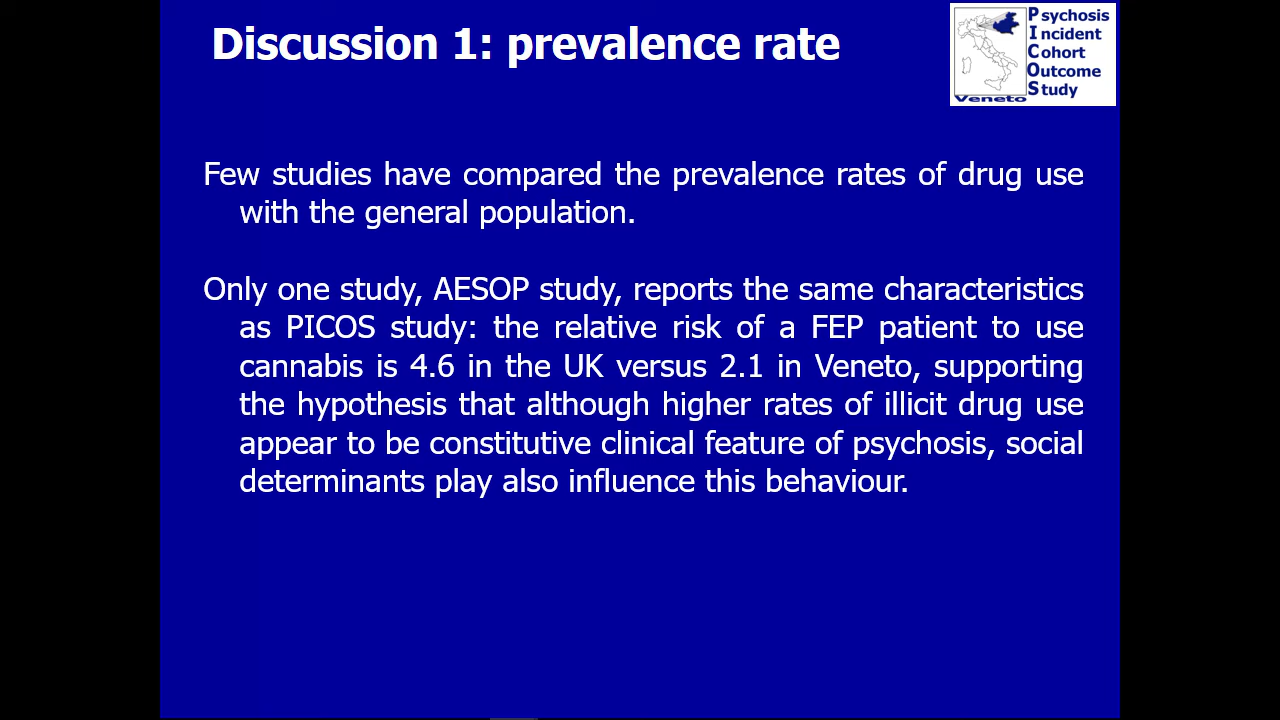 Discussion 1: prevalence rate
Psychosis
Incident
Cohort
Outcome
Study
Veneto
Few studies have compared the prevalence rates of drug use
with the general population.
Only one study, AESOP study, reports the same characteristics
as PICOS study: the relative risk of a FEP patient to use
cannabis is 4.6 in the UK versus 2.1 in Veneto, supporting
the hypothesis that although higher rates of illicit drug use
appear to be constitutive clinical feature of psychosis, social
determinants play also influence this behaviour.